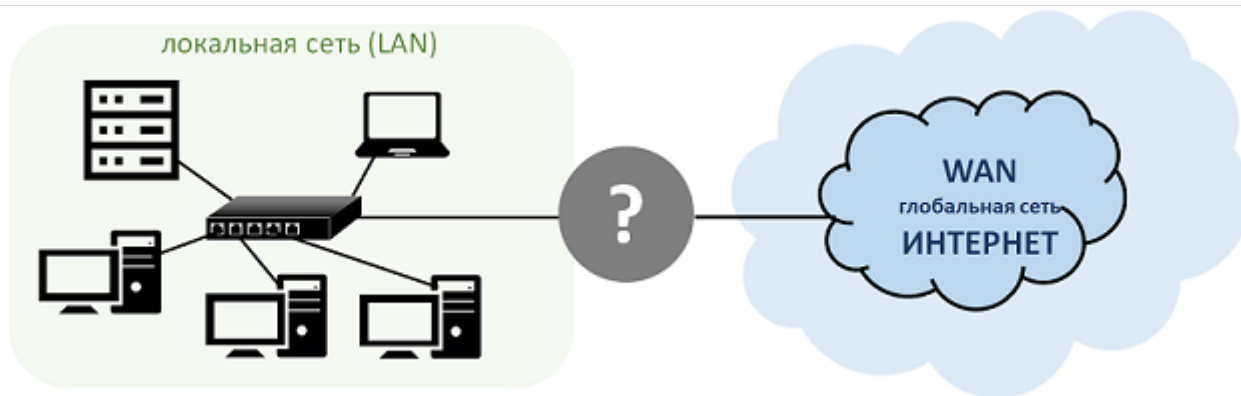 локальная сеть (LAN)
?
WAN
глобальная сеть
ИНТЕРНЕТ